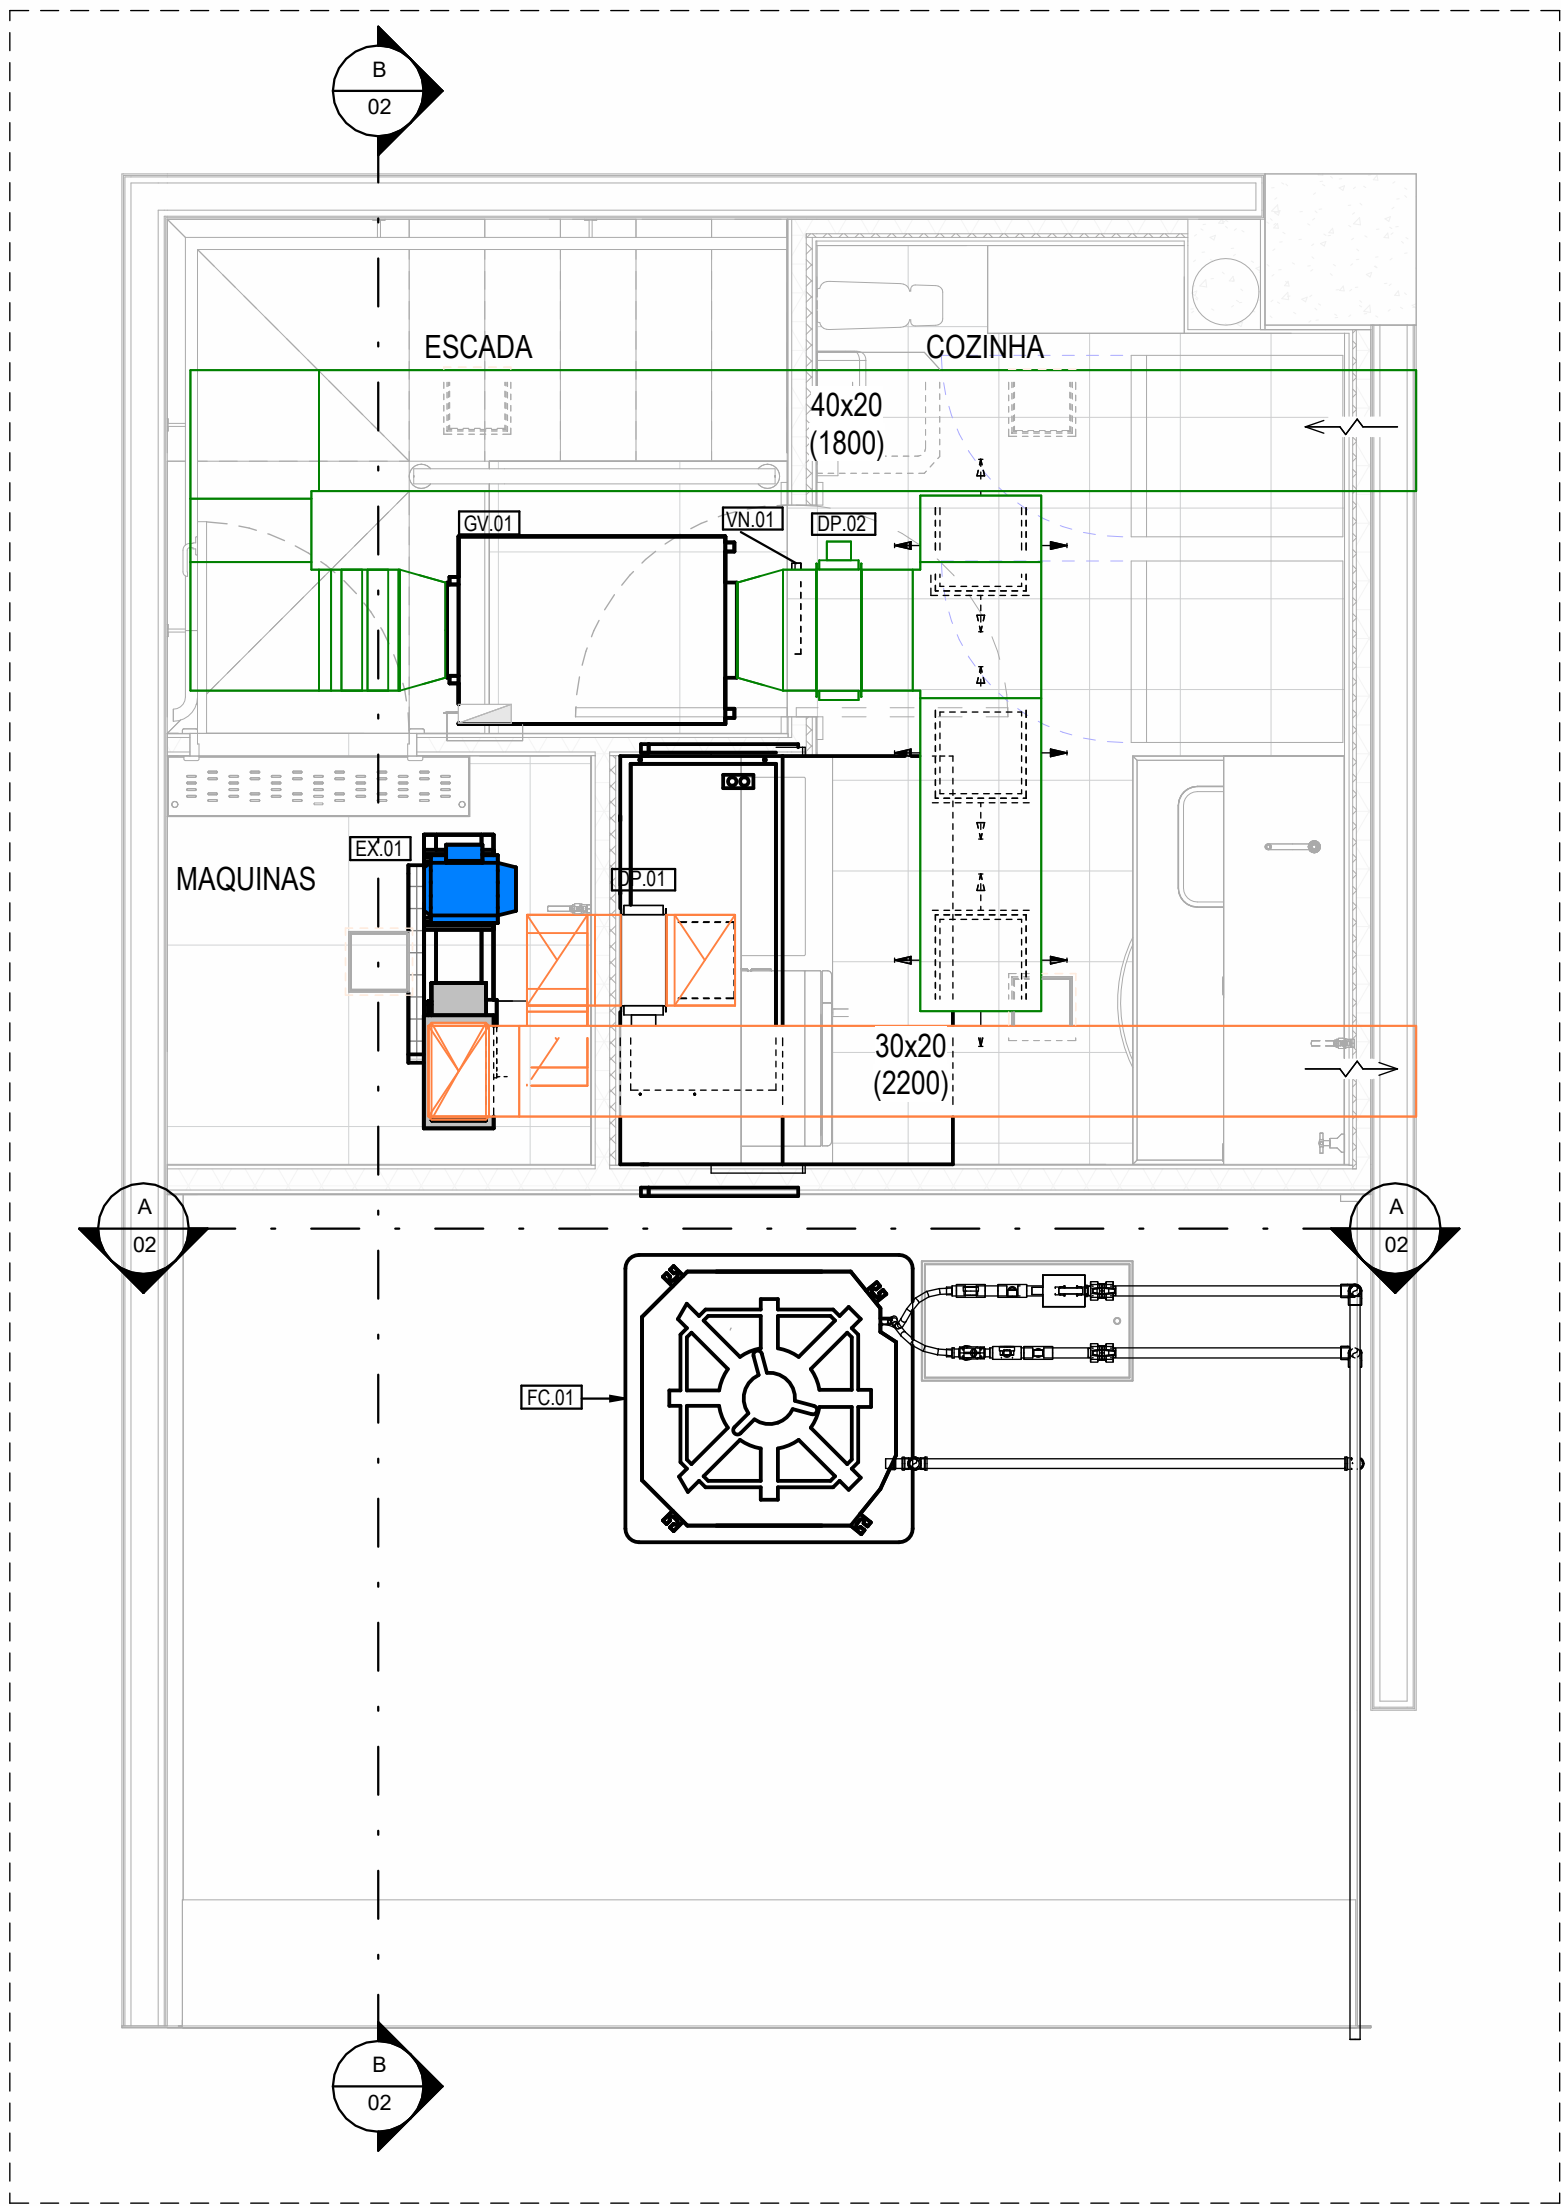 B
02
ESCADA
COZINHA
40x20
(1800)
GV.01
VN.01
DP.02
EX.01
MAQUINAS
DP.01
30x20
(2200)
A
02
A
02
FC.01
B
02